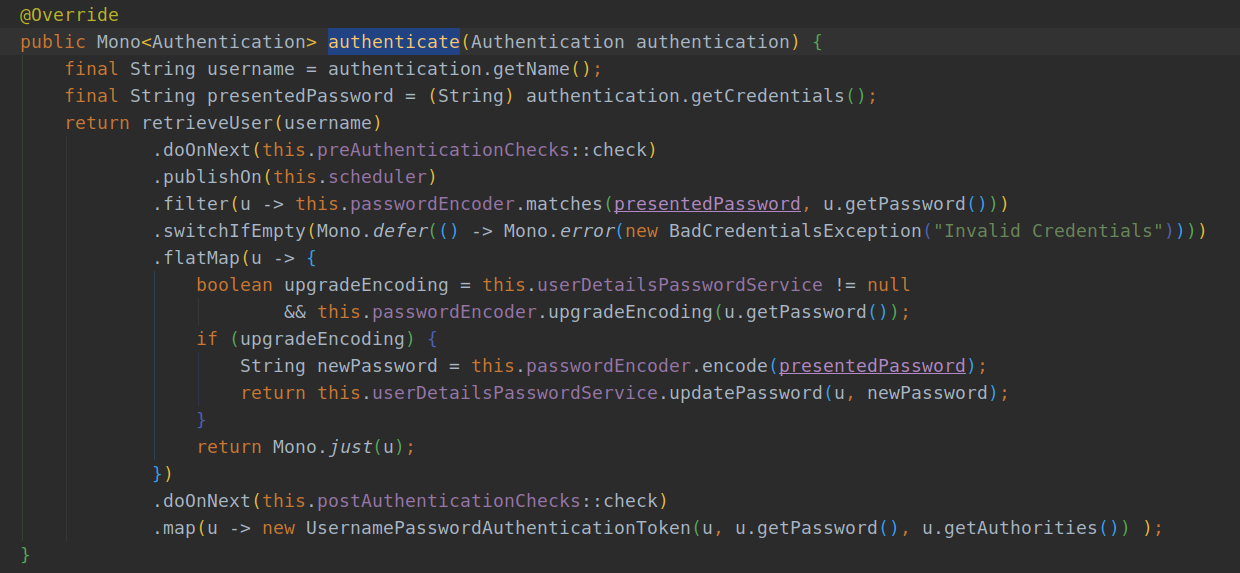 @Override
public Mono<Authentication> authenticate(Authentication authentication) {
    final String username = authentication.getName();
    final String presentedPassword = (String) authentication.getCredentials();
    return retrieveUser(username)
            .doOnNext(this.preAuthenticationChecks::check)
            .publishOn(this.scheduler)
            .filter(u -> this.passwordEncoder.matches(presentedPassword, u.getPassword()))
            .switchIfEmpty(Mono.defer(() -> Mono.error(new BadCredentialsException("Invalid Credentials"))))
            .flatMap(u -> {
                boolean upgradeEncoding = this.userDetailsPasswordService != null
                        && this.passwordEncoder.upgradeEncoding(u.getPassword());
                if (upgradeEncoding) {
                    String newPassword = this.passwordEncoder.encode(presentedPassword);
                    return this.userDetailsPasswordService.updatePassword(u, newPassword);
                }
                return Mono.just(u);
            })
            .doOnNext(this.postAuthenticationChecks::check)
            .map(u -> new UsernamePasswordAuthenticationToken(u, u.getPassword(), u.getAuthorities()) );
}